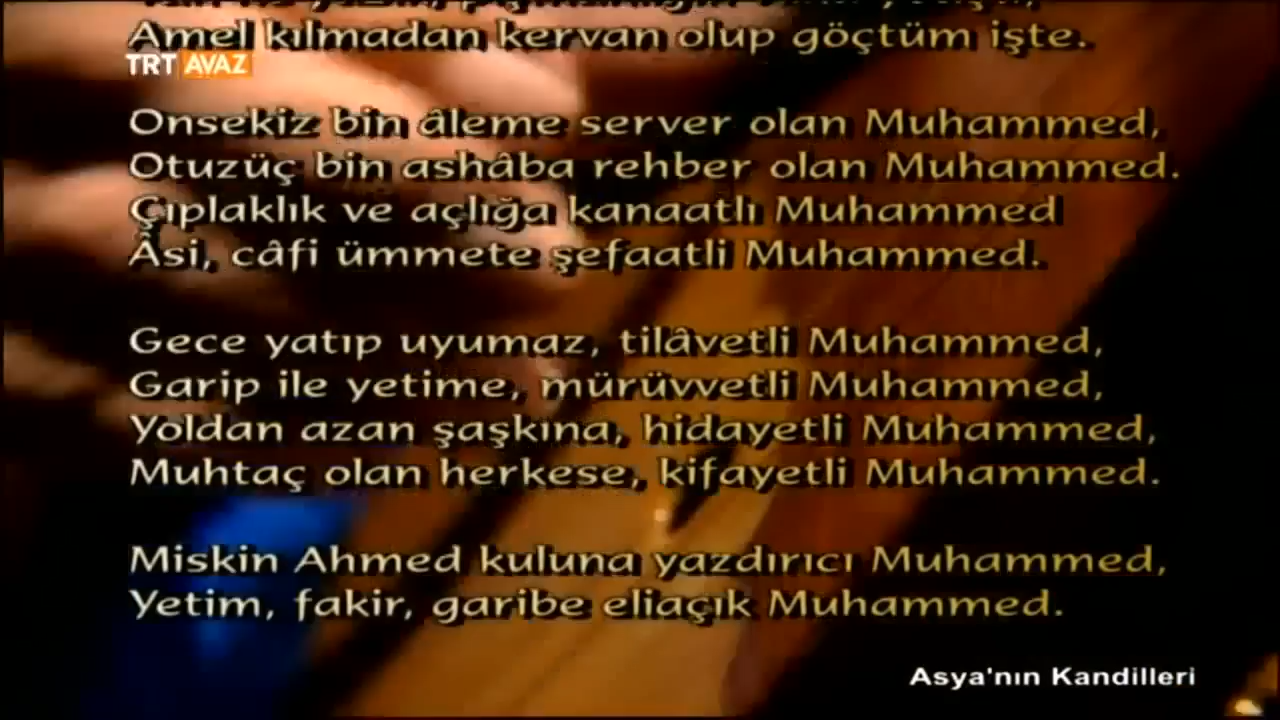 Amel kılmadan kervan olup göçtüm işte.
TRT AVAZ
Onsekiz bin âleme server olan Muhammed,
Otuzüç bin ashâba rehber olan Muhammed.
Çıplaklık ve açlığa kanaatlı Muhammed
Âsi, câfi ümmete şefaatli Muhammed.
Gece yatıp uyumaz, tilâvetli Muhammed,
Garip ile yetime, mürüvvetli Muhammed,
Yoldan azan şaşkına, hidayetli Muhammed,
Muhtaç olan herkese, kifayetli Muhammed.
Miskin Ahmed kuluna yazdırıcı Muhammed,
Yetim, fakir, garibe eliaçık Muhammed.
Asya'nın Kandilleri